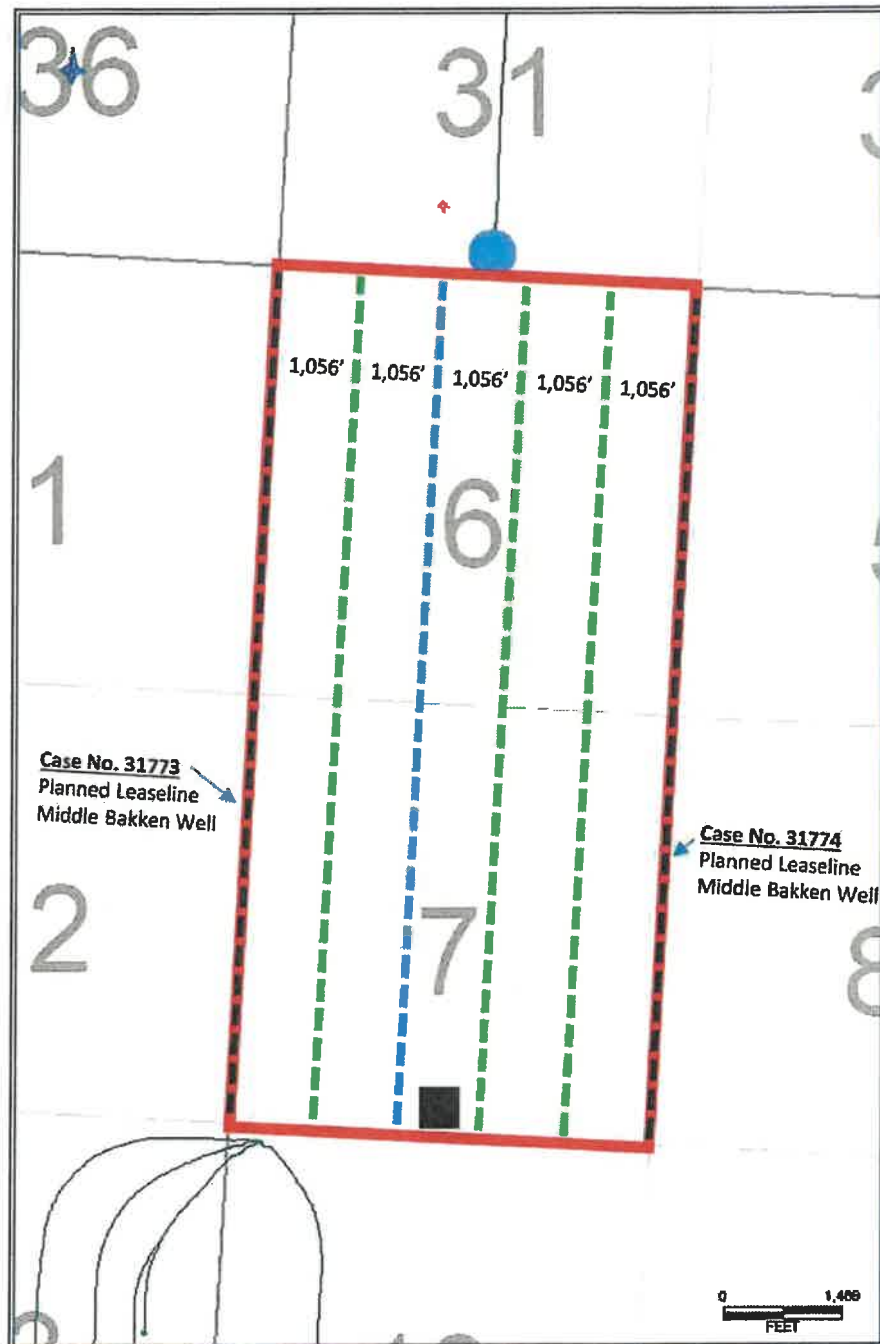 36
31
1,056' 1,056' 1,056' 1,056' 1,056'
1
6
Case No. 31773
Planned Leaseline
Middle Bakken Well
Case No. 31774
Planned Leaseline
Middle Bakken Well
2
7
8
0 1,469
FEET